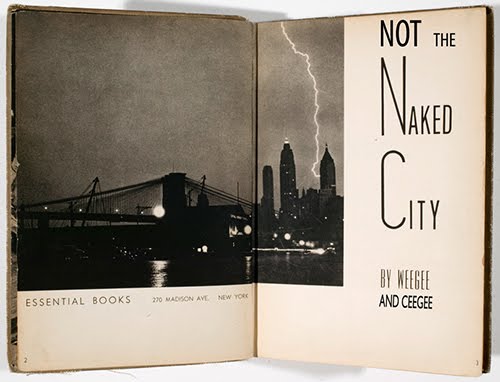 ESSENTIAL BOOKS 270 MADISON AVE. NEW YORK
2
NOT THE
NAKED
CITY
BY WEEGEE
AND CEEGEE
3